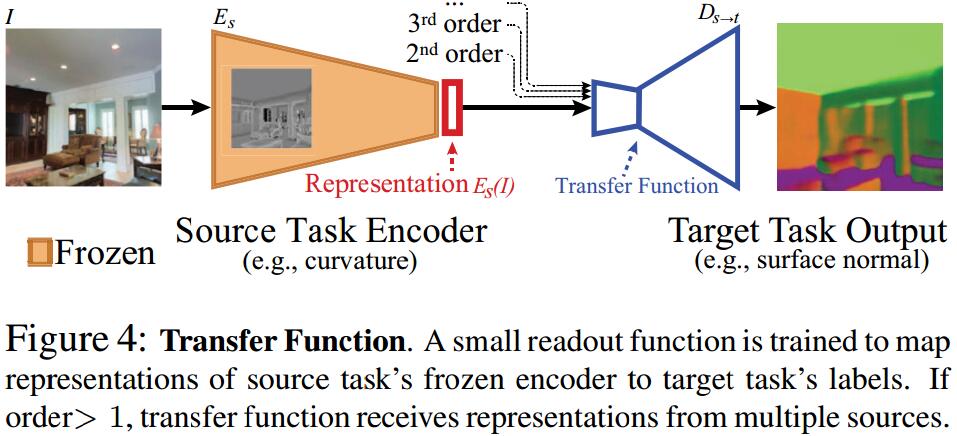 I
E_s
...
3rd order
2nd order
D_{s→t}
Representation E_s(I)
Transfer Function
Source Task Encoder
(e.g., curvature)
Target Task Output
(e.g., surface normal)
Frozen
Figure 4: Transfer Function. A small readout function is trained to map
representations of source task's frozen encoder to target task's labels. If
order> 1, transfer function receives representations from multiple sources.